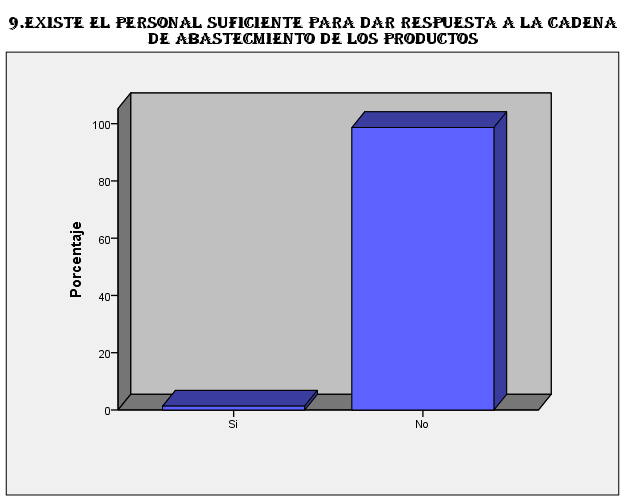 9.EXISTE EL PERSONAL SUFICIENTE PARA DAR RESPUESTA A LA CADENA
DE ABASTECMIENTO DE LOS PRODUCTOS
100
80
60
40
20
0
Porcentaje
Si
No